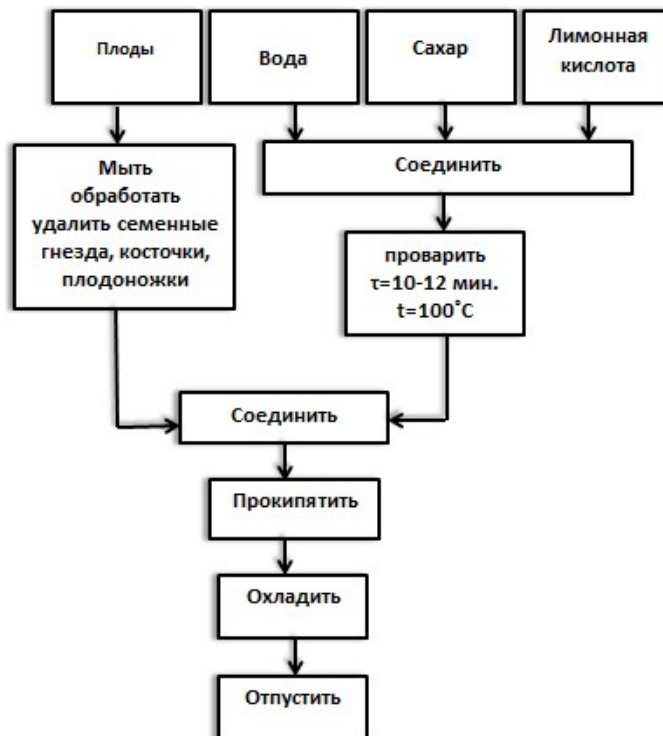 Плоды
Вода
Сахар
Лимонная
кислота
Мыть
обработать
удалить семенные
гнезда, косточки,
плодоножки
Соединить
проварить
τ=10-12 мин.
t=100˚С
Соединить
Прокипятить
Охладить
Отпустить